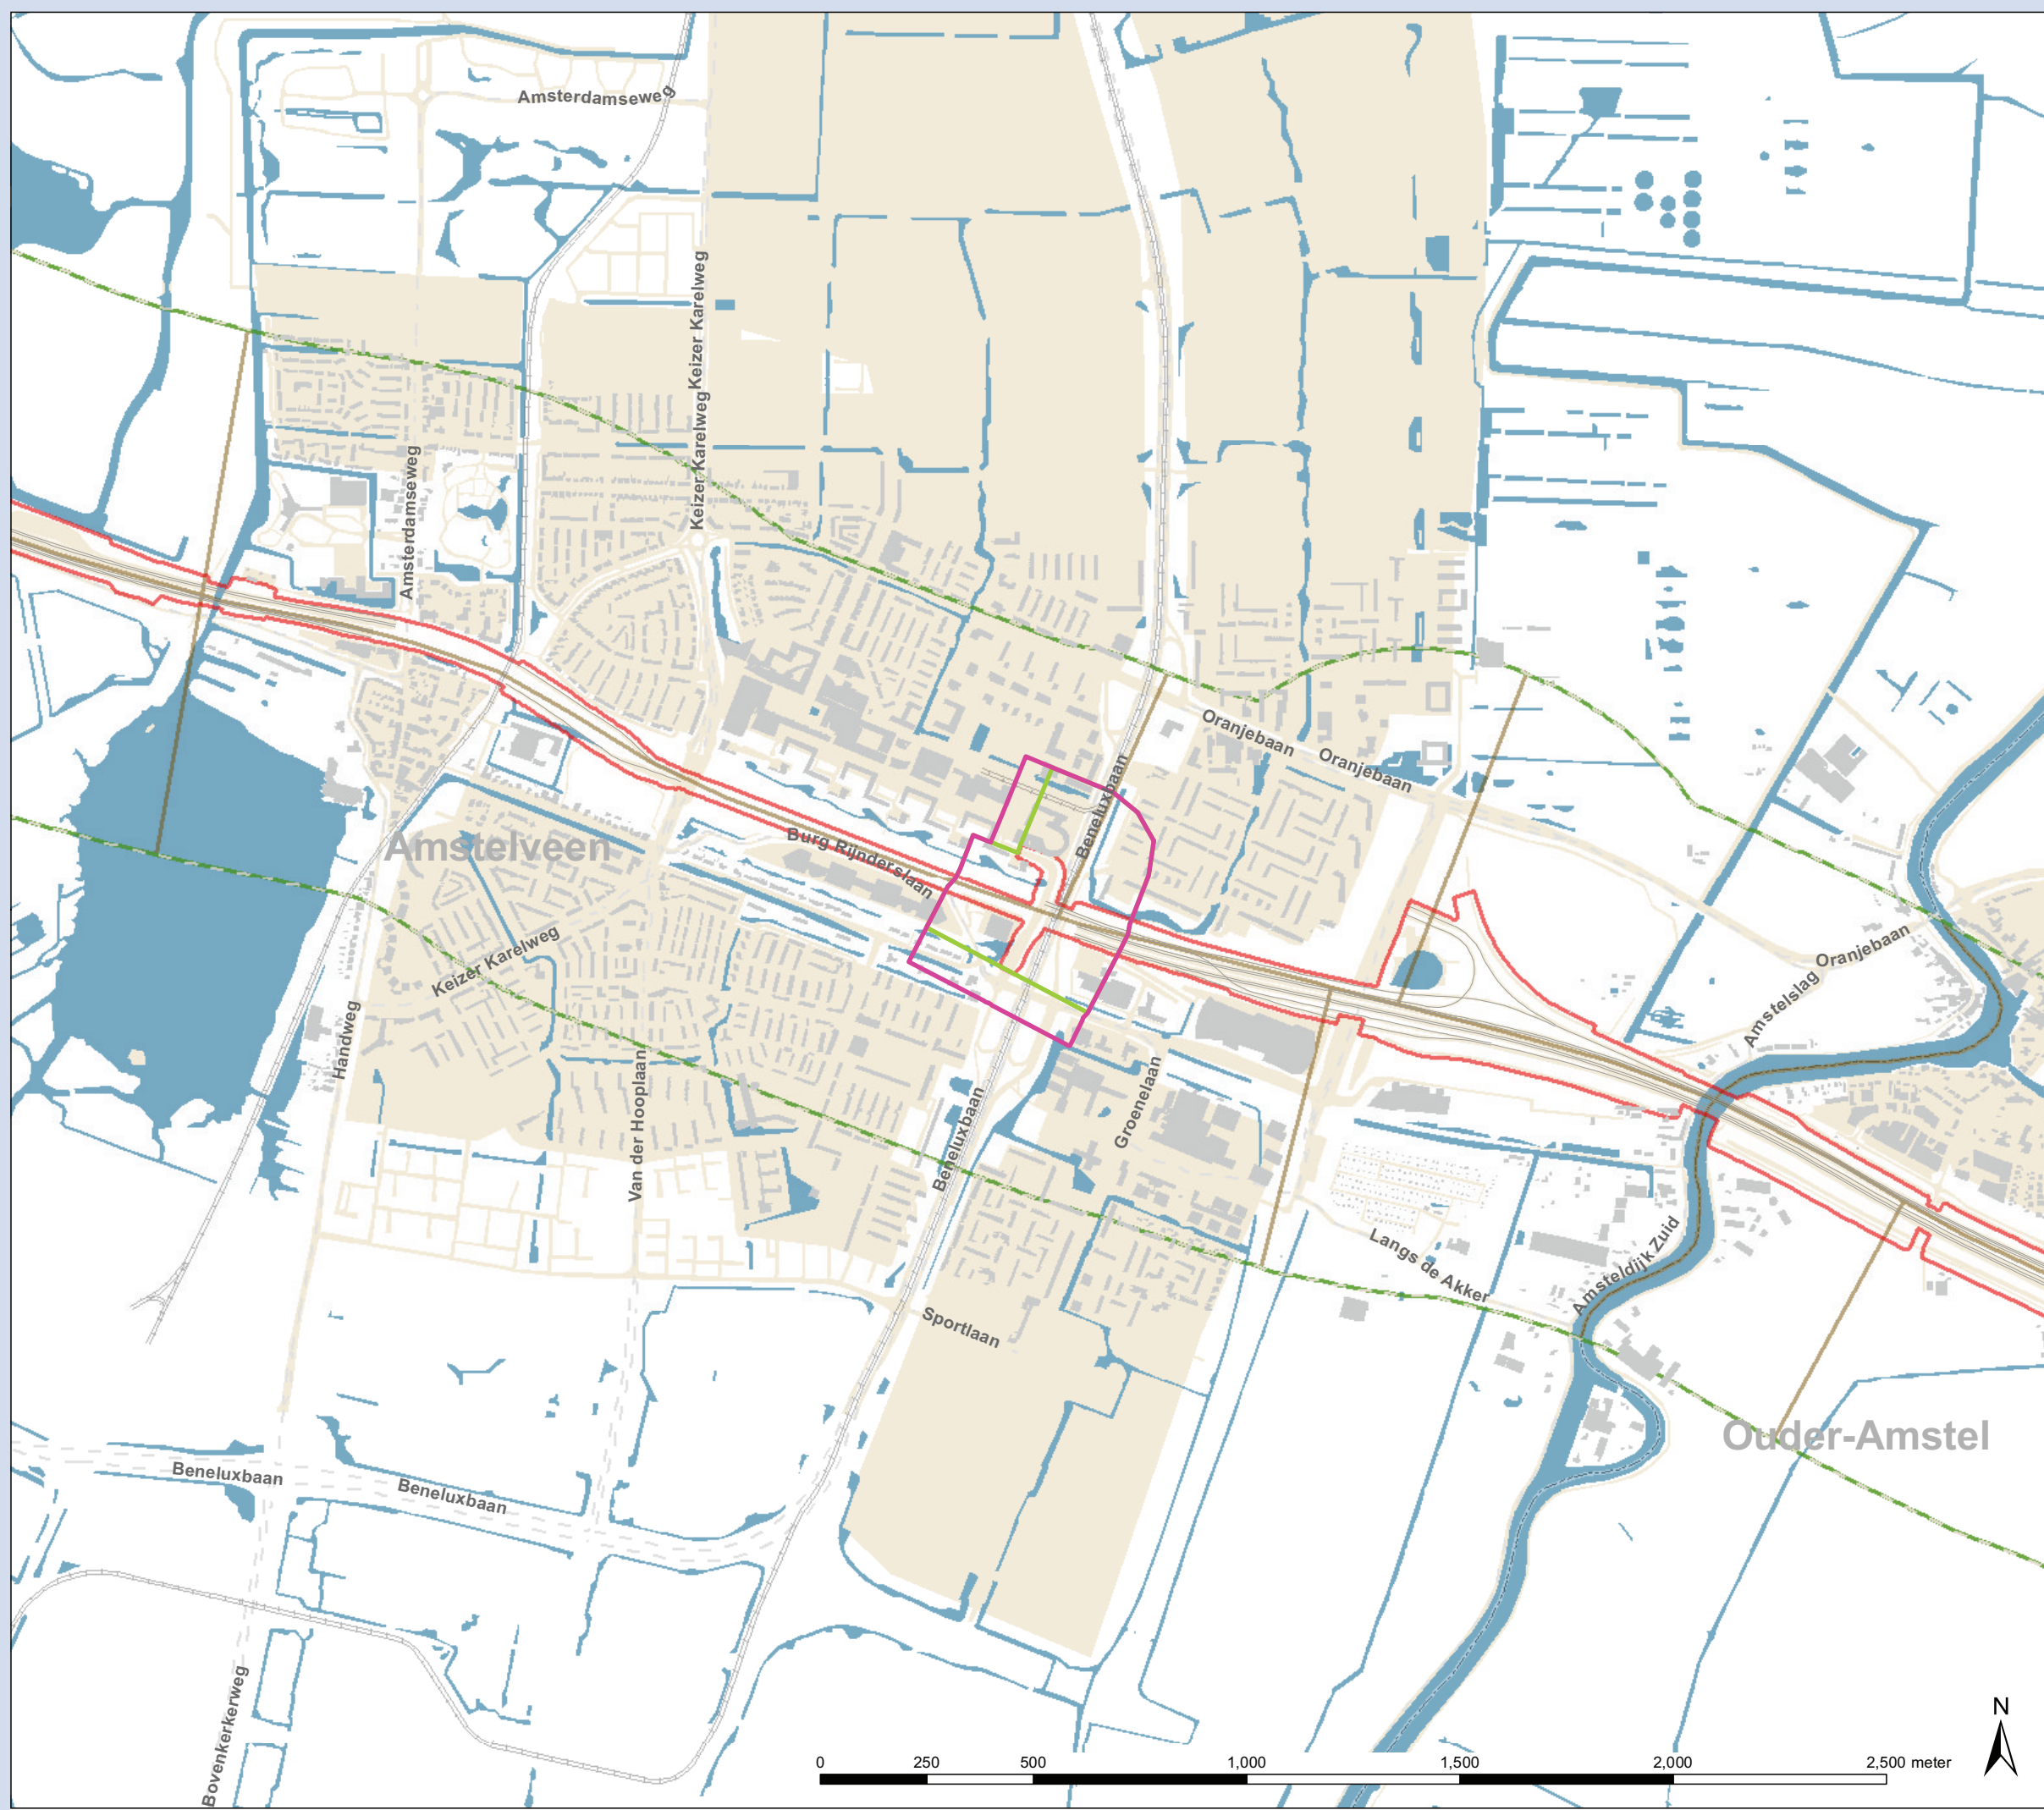 Amsterdamseweg
Keizer Karelweg
Keizer Karelweg
Amsterdamseweg
Oranjebaan
Oranjebaan
Beneluxbaan
Burg Rijnderslaan
Amstelveen
Keizer Karelweg
Oranjebaan
Amstelslag
Handweg
Van der Hooplaan
Beneluxbaan
Groenelaan
Langs de Akker
Amsteldijk Zuid
Sportlaan
Ouder-Amstel
Beneluxbaan
Beneluxbaan
Bovenkerkerweg
N
0 250 500 1,000 1,500 2,000 2,500 meter